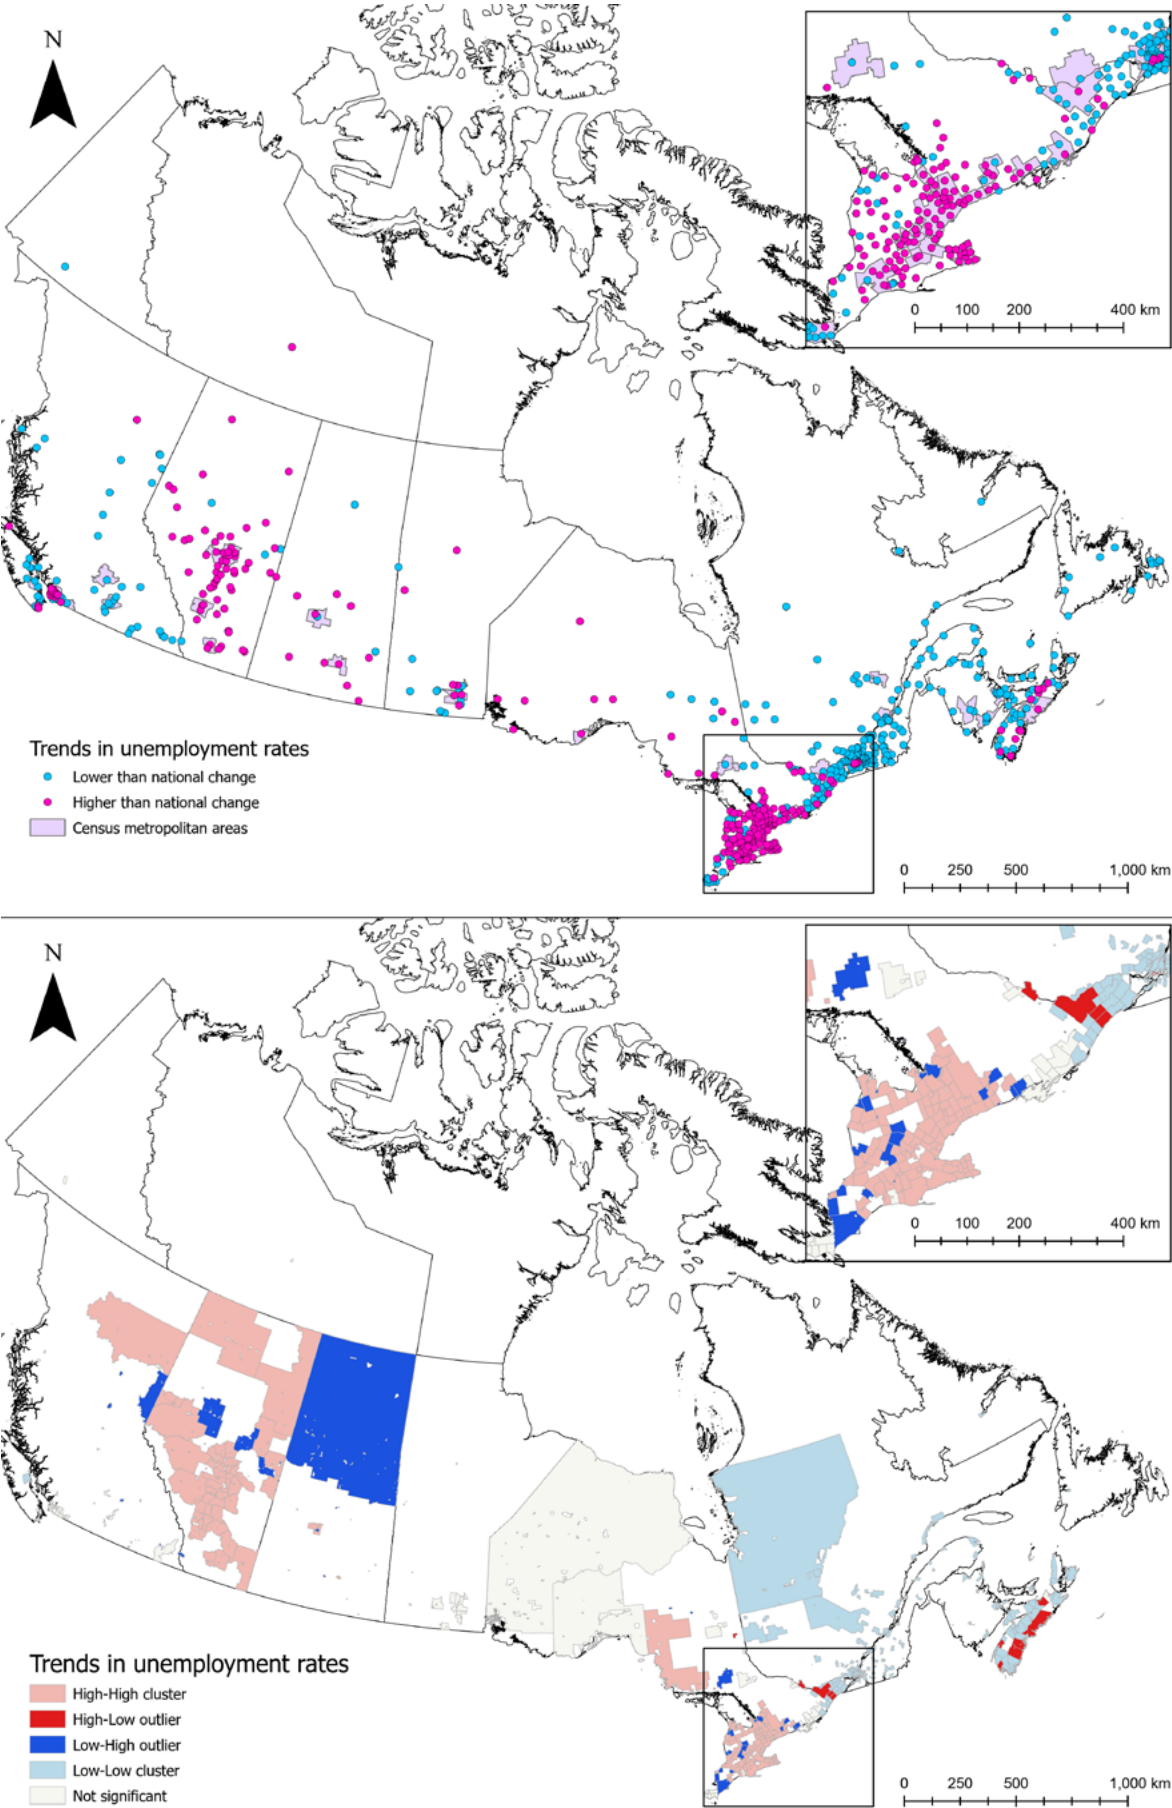 N
0 100 200 400 km
Trends in unemployment rates
Lower than national change
Higher than national change
Census metropolitan areas
0 250 500 1,000 km
N
0 100 200 400 km
Trends in unemployment rates
High-High cluster
High-Low outlier
Low-High outlier
Low-Low cluster
Not significant
0 250 500 1,000 km